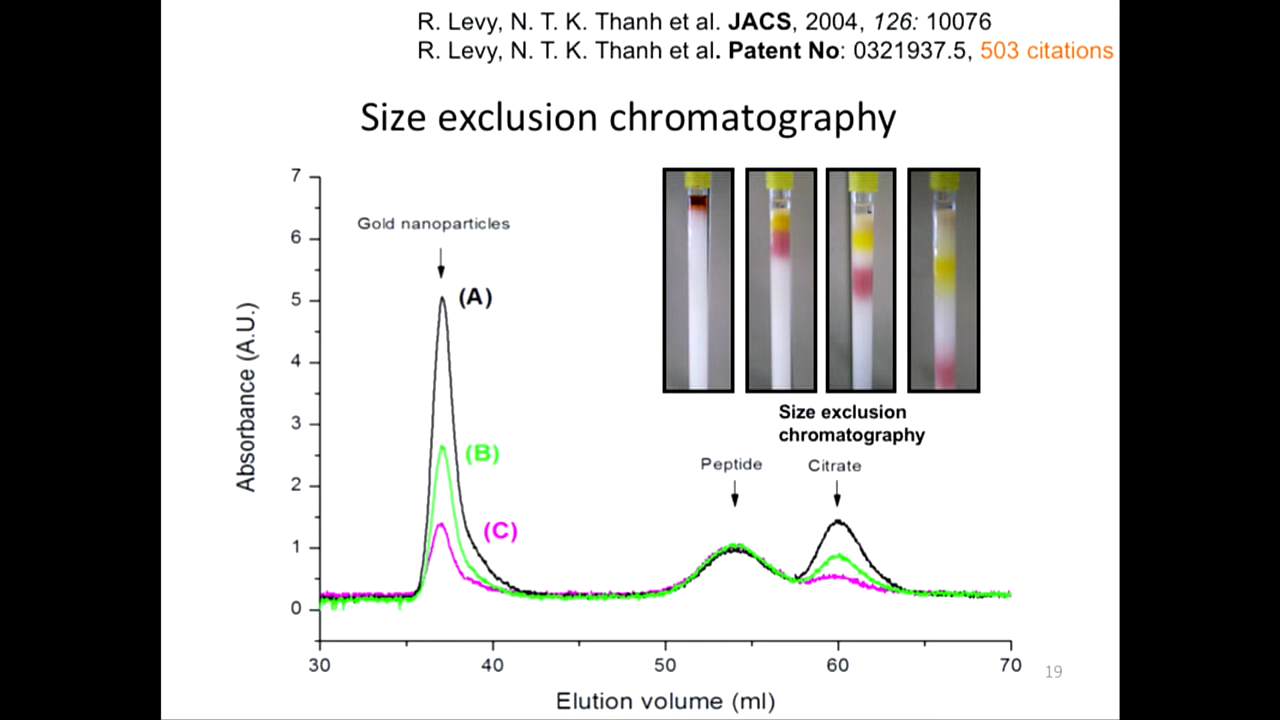 R. Levy, N. T. K. Thanh et al. JACS, 2004, 126: 10076
R. Levy, N. T. K. Thanh et al. Patent No: 0321937.5, 503 citations
Size exclusion chromatography
7
6
5
4
3
2
1
0
Absorbance (A.U.)
Gold nanoparticles
(A)
(B)
(C)
Size exclusion
chromatography
Peptide
Citrate
30 40 50 60 70
Elution volume (ml)
19